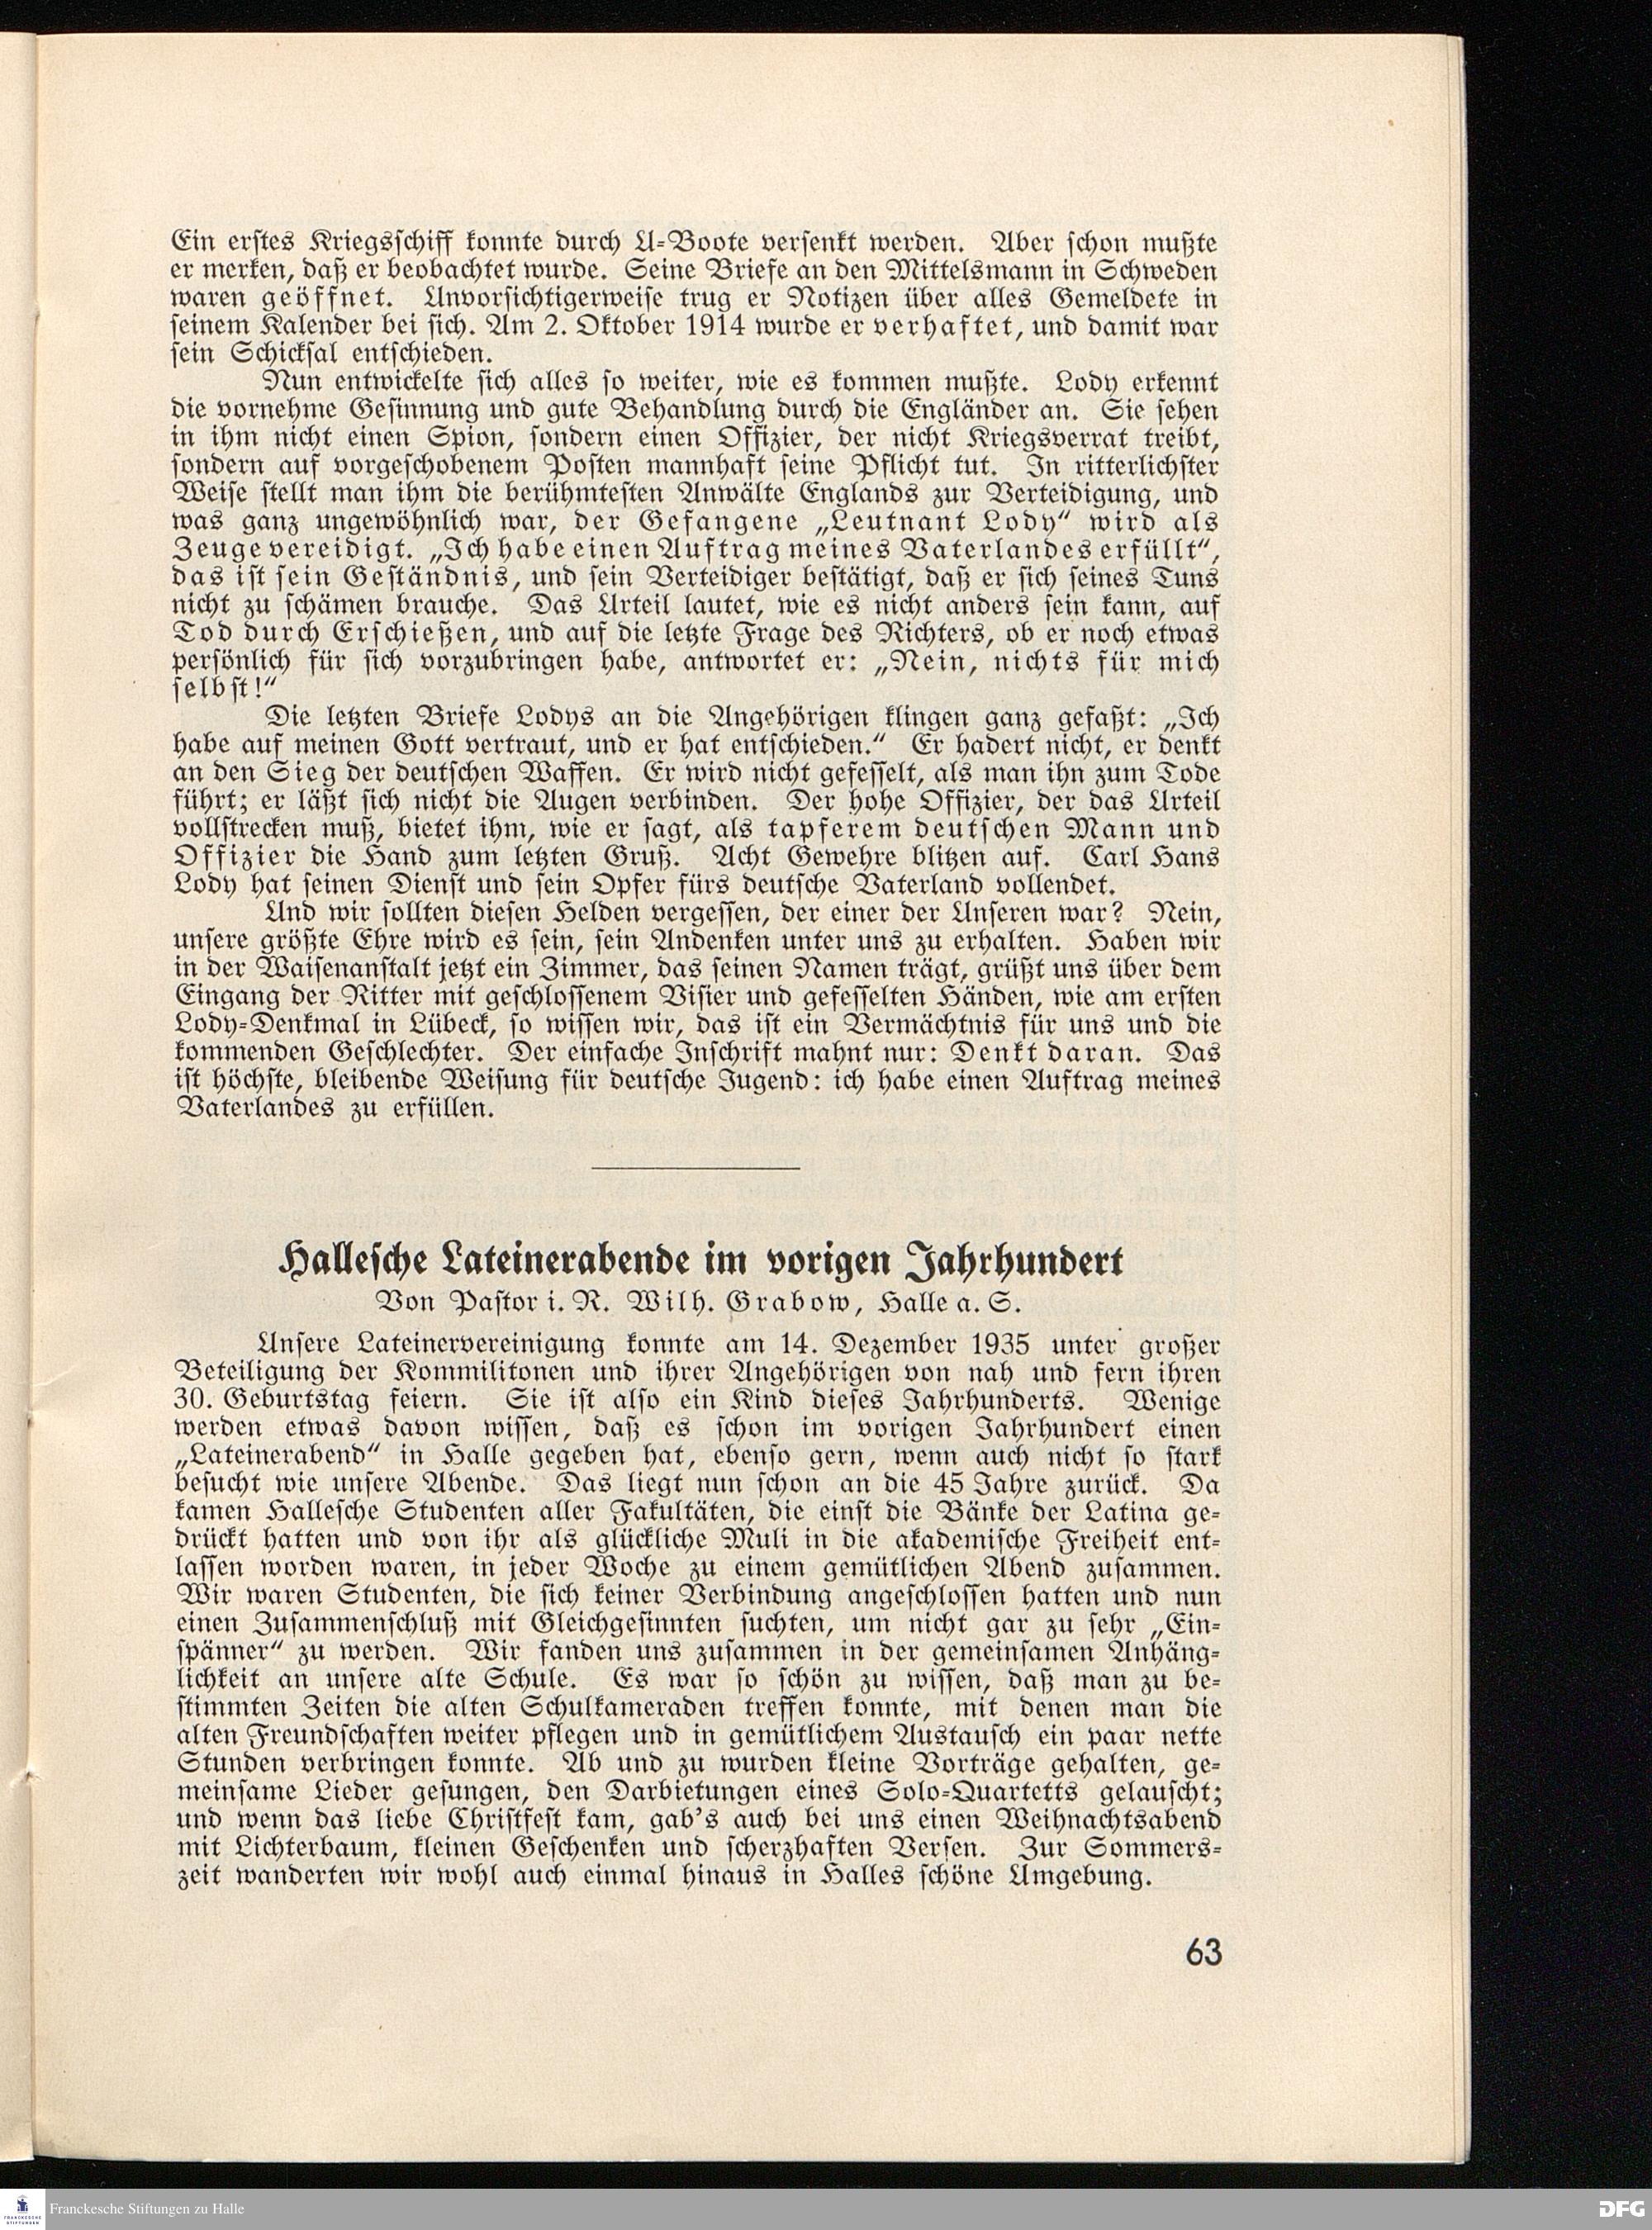 Ein erstes Kriegsschiff konnte durch U-Boote versenkt werden. Aber schon mußte
er merken, daß er beobachtet wurde. Seine Briefe an den Mittelsmann in Schweden
waren geöffnet. Unvorsichtigerweise trug er Notizen über alles Gemeldete in
seinem Kalender bei sich. Am 2. Oktober 1914 wurde er verhaftet, und damit war
sein Schicksal entschieden.
Nun entwickelte sich alles so weiter, wie es kommen mußte. Lody erkennt
die vornehme Gesinnung und gute Behandlung durch die Engländer an. Sie sehen
in ihm nicht einen Spion, sondern einen Offizier, der nicht Kriegsverrat treibt,
sondern auf vorgeschobenem Posten mannhaft seine Pflicht tut. In ritterlichster
Weise stellt man ihm die berühmtesten Anwälte Englands zur Verteidigung, und
was ganz ungewöhnlich war, der Gefangene „Leutnant Lody“ wird als
Zeuge vereidigt. „Ich habe einen Auftrag meines Vaterlandes erfüllt“,
das ist sein Geständnis, und sein Verteidiger bestätigt, daß er sich seines Tuns
nicht zu schämen brauche. Das Urteil lautet, wie es nicht anders sein kann, auf
Tod durch Erschießen, und auf die letzte Frage des Richters, ob er noch etwas
persönlich für sich vorzubringen habe, antwortet er: „Nein, nichts für mich
selbst!“
Die letzten Briefe Lodys an die Angehörigen klingen ganz gefaßt: „Ich
habe auf meinen Gott vertraut, und er hat entschieden.“ Er hadert nicht, er denkt
an den Sieg der deutschen Waffen. Er wird nicht gefesselt, als man ihn zum Tode
führt; er läßt sich nicht die Augen verbinden. Der hohe Offizier, der das Urteil
vollstrecken muß, bietet ihm, wie er sagt, als tapferem deutschen Mann und
Offizier die Hand zum letzten Gruß. Acht Gewehre blitzen auf. Carl Hans
Lody hat seinen Dienst und sein Opfer fürs deutsche Vaterland vollendet.
Und wir sollten diesen Helden vergessen, der einer der Unseren war? Nein,
unsere größte Ehre wird es sein, sein Andenken unter uns zu erhalten. Haben wir
in der Waisenanstalt jetzt ein Zimmer, das seinen Namen trägt, grüßt uns über dem
Eingang der Ritter mit geschlossenem Visier und gefesselten Händen, wie am ersten
Lody-Denkmal in Lübeck, so wissen wir, das ist ein Vermächtnis für uns und die
kommenden Geschlechter. Der einfache Inschrift mahnt nur: Denkt daran. Das
ist höchste, bleibende Weisung für deutsche Jugend: ich habe einen Auftrag meines
Vaterlandes zu erfüllen.
Hallesche Lateinerabende im vorigen Jahrhundert
Von Pastor i. R. Wilh. Grabow, Halle a. S.
Unsere Lateinervereinigung konnte am 14. Dezember 1935 unter großer
Beteiligung der Kommilitonen und ihrer Angehörigen von nah und fern ihren
30. Geburtstag feiern. Sie ist also ein Kind dieses Jahrhunderts. Wenige
werden etwas davon wissen, daß es schon im vorigen Jahrhundert einen
„Lateinerabend“ in Halle gegeben hat, ebenso gern, wenn auch nicht so stark
besucht wie unsere Abende. Das liegt nun schon an die 45 Jahre zurück. Da
kamen Hallesche Studenten aller Fakultäten, die einst die Bänke der Latina ge-
drückt hatten und von ihr als glückliche Muli in die akademische Freiheit ent-
lassen worden waren, in jeder Woche zu einem gemütlichen Abend zusammen.
Wir waren Studenten, die sich keiner Verbindung angeschlossen hatten und nun
einen Zusammenschluß mit Gleichgesinnten suchten, um nicht gar zu sehr „Ein-
spänner“ zu werden. Wir fanden uns zusammen in der gemeinsamen Anhäng-
lichkeit an unsere alte Schule. Es war so schön zu wissen, daß man zu be-
stimmten Zeiten die alten Schulkameraden treffen konnte, mit denen man die
alten Freundschaften weiter pflegen und in gemütlichem Austausch ein paar nette
Stunden verbringen konnte. Ab und zu wurden kleine Vorträge gehalten, ge-
meinsame Lieder gesungen, den Darbietungen eines Solo-Quartetts gelauscht;
und wenn das liebe Christfest kam, gab's auch bei uns einen Weihnachtsabend
mit Lichterbaum, kleinen Geschenken und scherzhaften Versen. Zur Sommers-
zeit wanderten wir wohl auch einmal hinaus in Halles schöne Umgebung.
63
FRANCKESCHE
STIFTUNGEN
Franckesche Stiftungen zu Halle
DFG